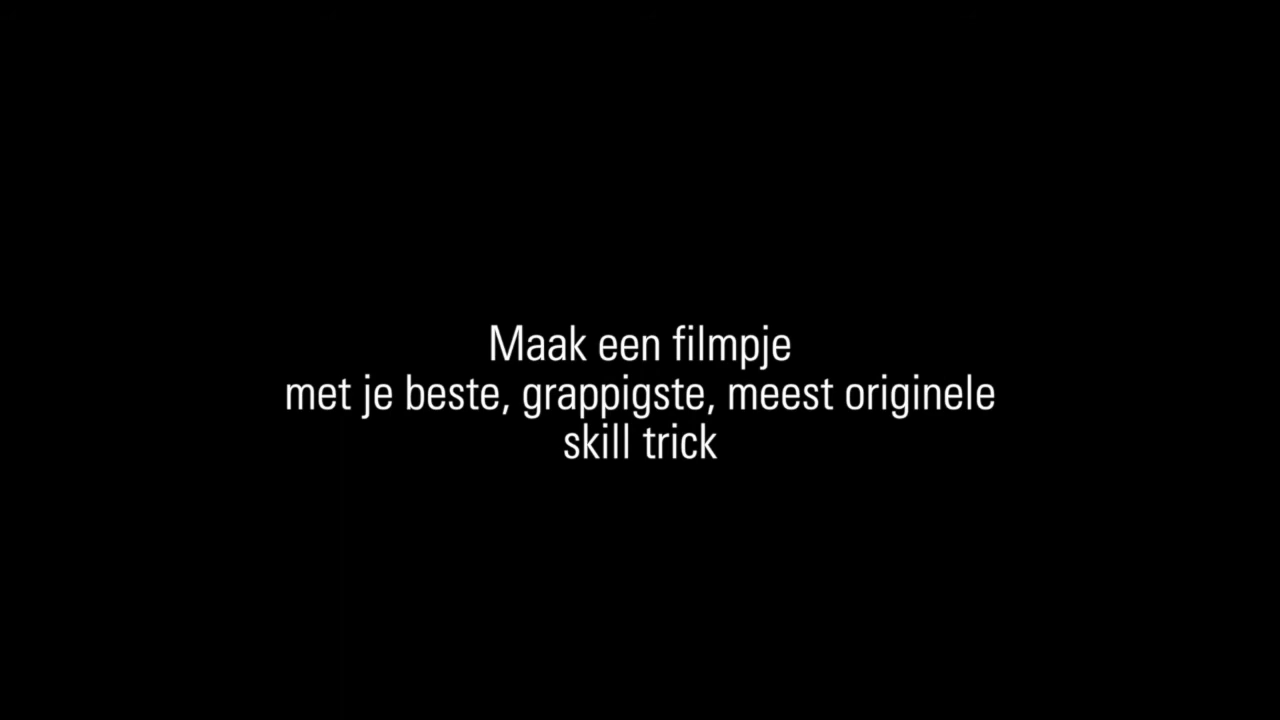 Maak een filmpje
met je beste, grappigste, meest originele
skill trick